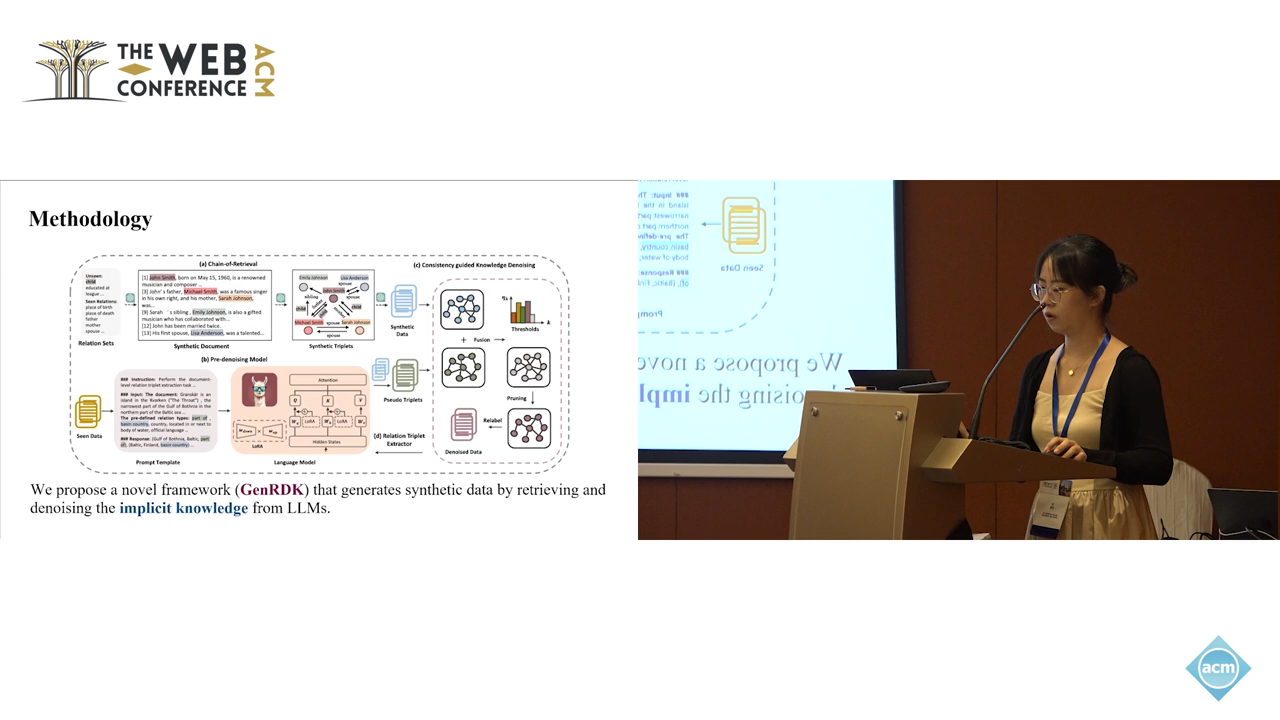 THE WEB
CONFERENCE
ACM
Methodology
(a) Chain-of-Retrieval
(c) Consistency guided Knowledge Denoising
Unseen:
child
educated at
league ...
Seen Relations:
place of birth
place of death
father
mother
spouse ...
Relation Sets
[1] John Smith, born on May 15, 1960, is a renowned
musician and composer ...
[3] John's father, Michael Smith, was a famous singer
in his own right, and his mother, Sarah Johnson,
was...
[9] Sarah's sibling, Emily Johnson, is also a gifted
musician who has collaborated with...
[12] John has been married twice.
[13] His first spouse, Lisa Anderson, was a talented...
Synthetic Document
Emily Johnson
Lisa Anderson
spouse
sibling
John Smith
spouse
child
father
child
child
Michael Smith
spouse
Sarah Johnson
spouse
Synthetic Triplets
Synthetic
Data
Thresholds
k
+ Fusion
Pruning
Relabel
Denoised Data
(b) Pre-denoising Model
Seen Data
### Instruction: Perform the document-
level relation triplet extraction task ...
### Input: The document: Granskär is an
island in the Kvarken ("The Throat"), the
narrowest part of the Gulf of Bothnia in the
northern part of the Baltic sea ...
The pre-defined relation types: part of,
basin country, country, located in or next to
body of water, official language ...
### Response: (Gulf of Bothnia, Baltic, part
of), (Baltic, Finland, basin country) ...
Prompt Template
Attention
Q
K
V
LoRA
LoRA
Hidden States
LoRA
Language Model
Pseudo Triplets
(d) Relation Triplet
Extractor
We propose a novel framework (GenRDK) that generates synthetic data by retrieving and
denoising the implicit knowledge from LLMs.
Seen Data
We propose a nove
the impl
acm